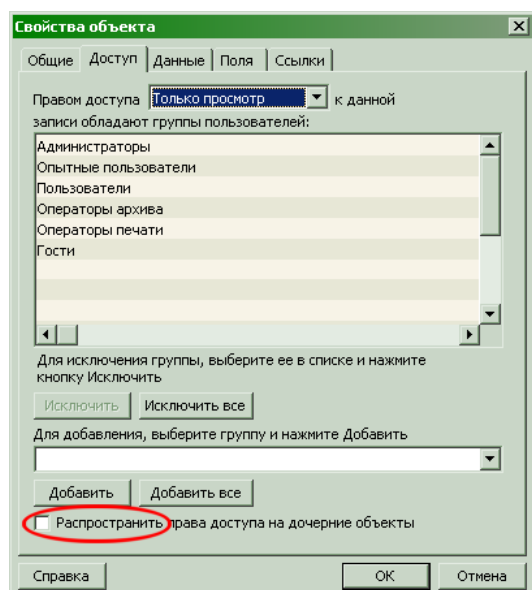 Свойства объекта
Общие Доступ Данные Поля Ссылки
Правом доступа Только просмотр к данной
записи обладают группы пользователей:
Администраторы
Опытные пользователи
Пользователи
Операторы архива
Операторы печати
Гости
Для исключения группы, выберите ее в списке и нажмите
кнопку Исключить
Исключить Исключить все
Для добавления, выберите группу и нажмите Добавить
Добавить Добавить все
Распространить права доступа на дочерние объекты
Справка ОК Отмена